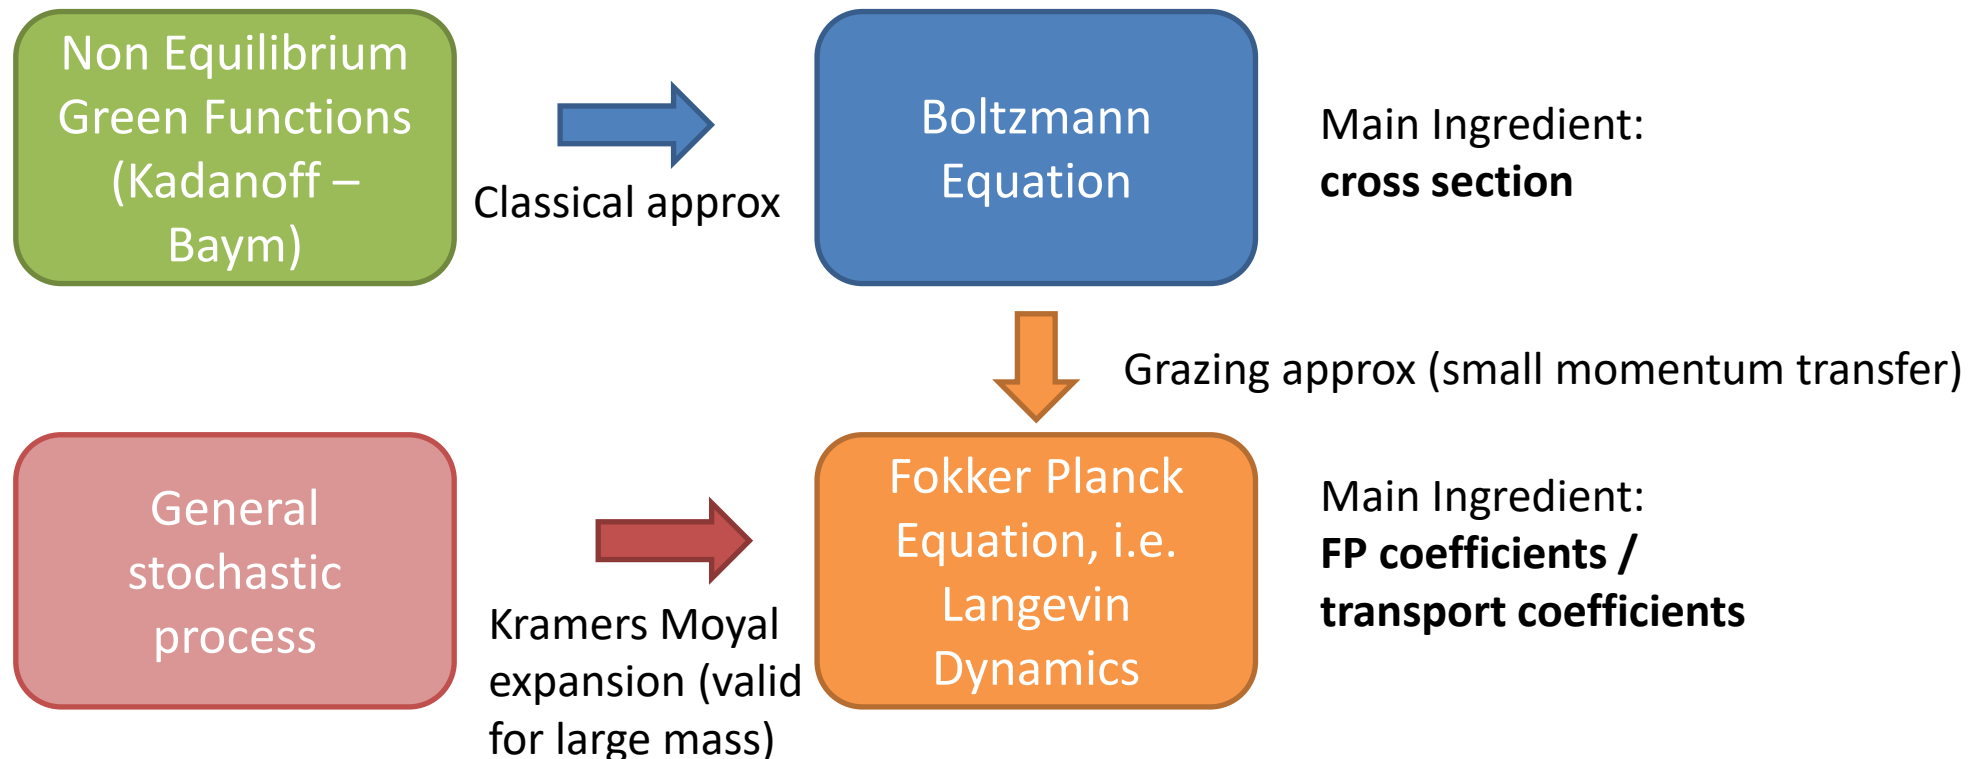 Non Equilibrium
Green Functions
(Kadanoff –
Baym)
Classical approx
Boltzmann
Equation
Main Ingredient:
cross section
Grazing approx (small momentum transfer)
General
stochastic
process
Kramers Moyal
expansion (valid
for large mass)
Fokker Planck
Equation, i.e.
Langevin
Dynamics
Main Ingredient:
FP coefficients /
transport coefficients